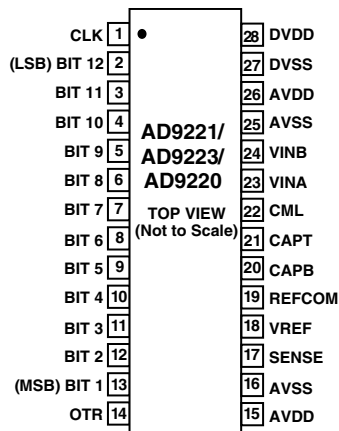 CLK 1
(LSB) BIT 12 2
BIT 11 3
BIT 10 4
BIT 9 5
BIT 8 6
BIT 7 7
BIT 6 8
BIT 5 9
BIT 4 10
BIT 3 11
BIT 2 12
(MSB) BIT 1 13
OTR 14
AD9221/
AD9223/
AD9220
TOP VIEW
(Not to Scale)
28 DVDD
27 DVSS
26 AVDD
25 AVSS
24 VINB
23 VINA
22 CML
21 CAPT
20 CAPB
19 REFCOM
18 VREF
17 SENSE
16 AVSS
15 AVDD